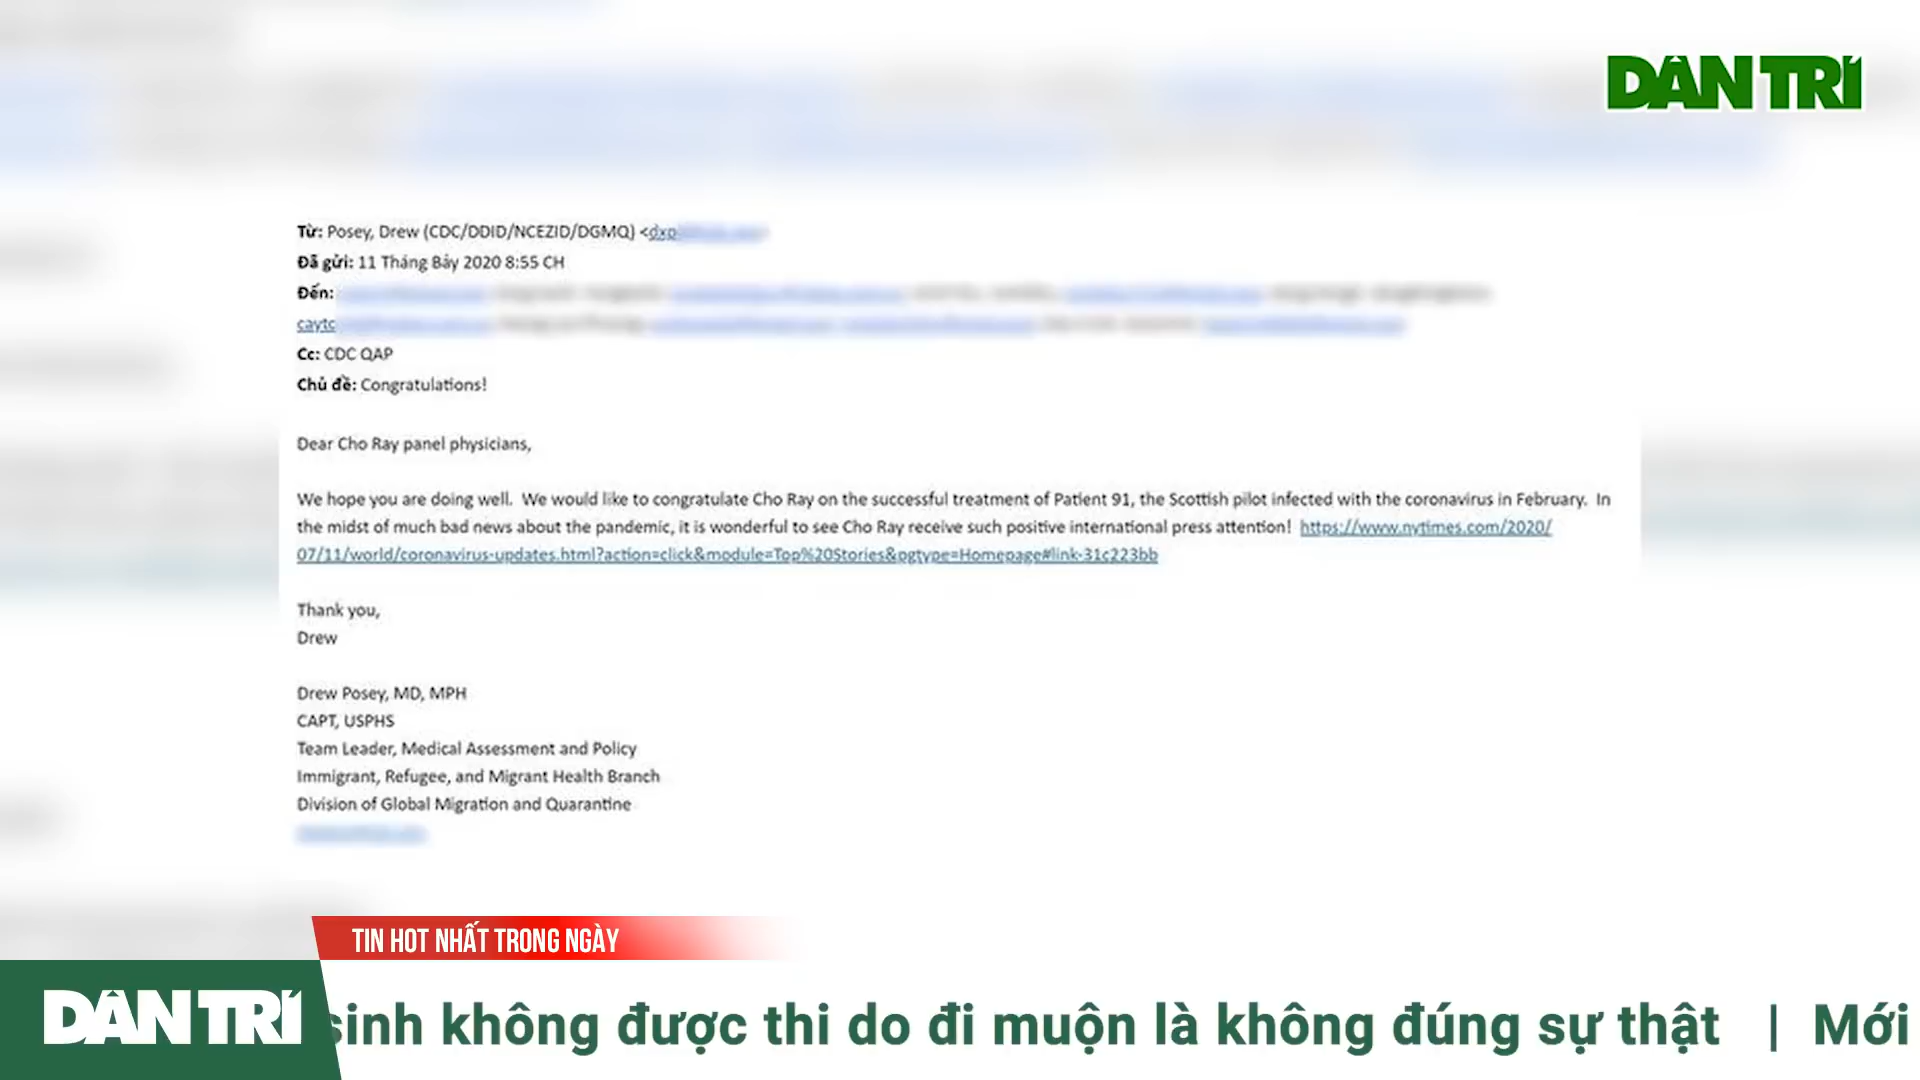 DÂN TRÍ
Từ: Posey, Drew (CDC/DDID/NCEZID/DGMQ) <dxp
Đã gửi: 11 Tháng Bảy 2020 8:55 CH
Đến:
caytc
Cc: CDC QAP
Chủ đề: Congratulations!
Dear Cho Ray panel physicians,
We hope you are doing well. We would like to congratulate Cho Ray on the successful treatment of Patient 91, the Scottish pilot infected with the coronavirus in February. In
the midst of much bad news about the pandemic, it is wonderful to see Cho Ray receive such positive international press attention! https://www.nytimes.com/2020/
07/11/world/coronavirus-updates.html?action=click&module=Top%20Stories&pgtype=Homepage#link-31c223bb
Thank you,
Drew
Drew Posey, MD, MPH
CAPT, USPHS
Team Leader, Medical Assessment and Policy
Immigrant, Refugee, and Migrant Health Branch
Division of Global Migration and Quarantine
TIN HOT NHẤT TRONG NGÀY
DÂN TRÍ
sinh không được thi do đi muộn là không đúng sự thật | Mới